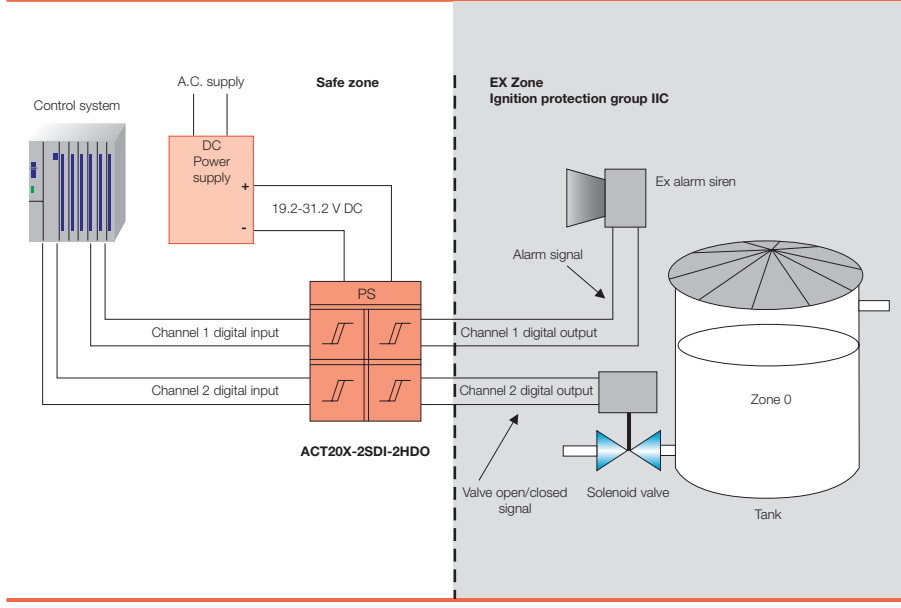 A.C. supply
Safe zone
EX Zone
Ignition protection group IIC
Control system
DC
Power
supply
+
-
19.2-31.2 V DC
Ex alarm siren
Alarm signal
PS
Channel 1 digital input
Channel 1 digital output
Channel 2 digital input
Channel 2 digital output
Zone 0
ACT20X-2SDI-2HDO
Valve open/closed
signal
Solenoid valve
Tank